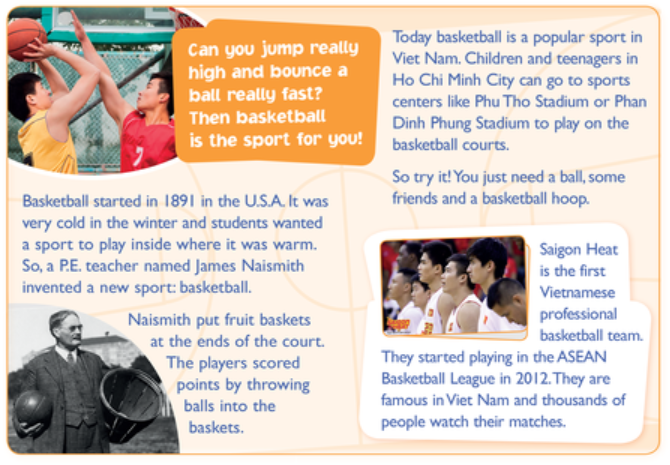 Can you jump really
high and bounce a
ball really fast?
Then basketball
is the sport for you!
Basketball started in 1891 in the U.S.A. It was
very cold in the winter and students wanted
a sport to play inside where it was warm.
So, a P.E. teacher named James Naismith
invented a new sport: basketball.
Naismith put fruit baskets
at the ends of the court.
The players scored
points by throwing
balls into the
baskets.
Today basketball is a popular sport in
Viet Nam. Children and teenagers in
Ho Chi Minh City can go to sports
centers like Phu Tho Stadium or Phan
Dinh Phung Stadium to play on the
basketball courts.
So try it! You just need a ball, some
friends and a basketball hoop.
Saigon Heat
is the first
Vietnamese
professional
basketball team.
They started playing in the ASEAN
Basketball League in 2012. They are
famous in Viet Nam and thousands of
people watch their matches.